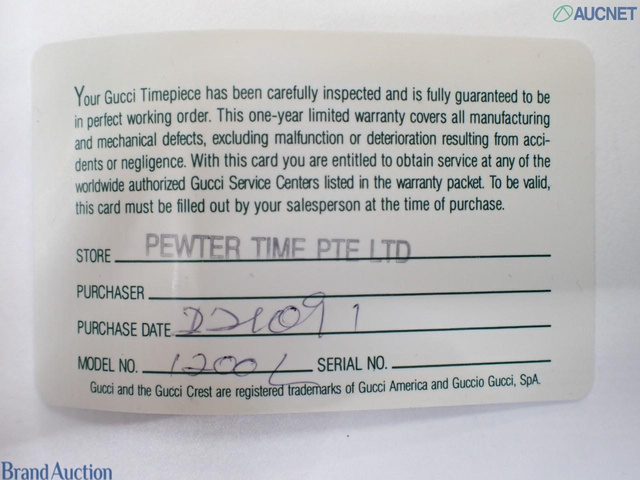 AUCNET
Your Gucci Timepiece has been carefully inspected and is fully guaranteed to be
in perfect working order. This one-year limited warranty covers all manufacturing
and mechanical defects, excluding malfunction or deterioration resulting from acci-
dents or negligence. With this card you are entitled to obtain service at any of the
worldwide authorized Gucci Service Centers listed in the warranty packet. To be valid,
this card must be filled out by your salesperson at the time of purchase.
STORE PEWTER TIME PTE LTD
PURCHASER
PURCHASE DATE
MODEL NO. 1200L SERIAL NO.
Gucci and the Gucci Crest are registered trademarks of Gucci America and Guccio Gucci, SpA.
Brand Auction